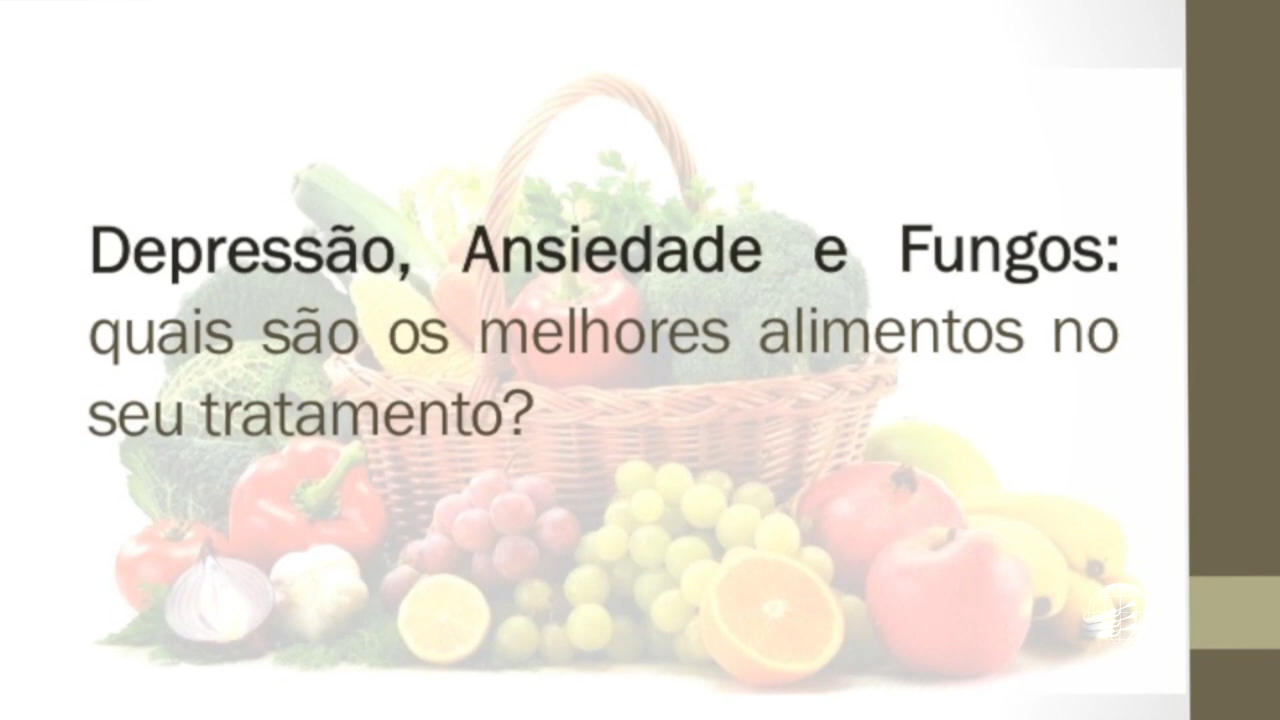 Depressão, Ansiedade e Fungos:
quais são os melhores alimentos no
seu tratamento?